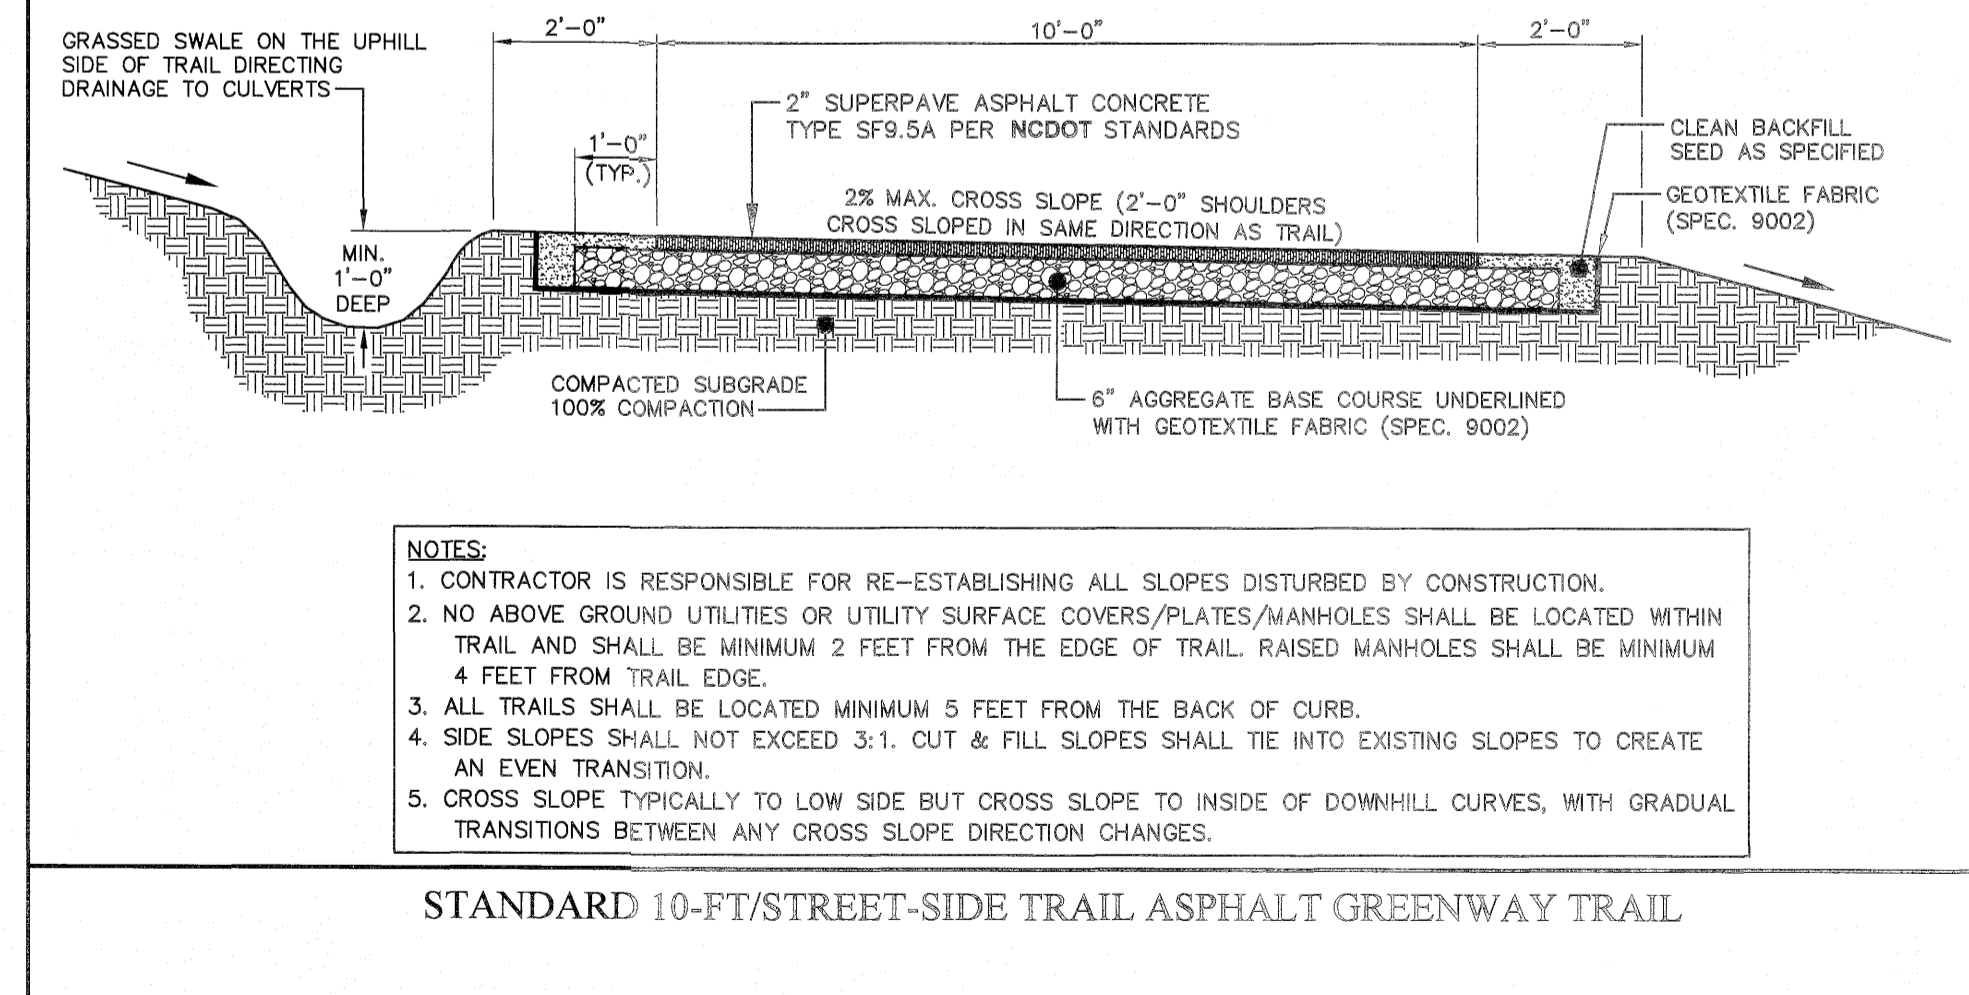 GRASSED SWALE ON THE UPHILL
SIDE OF TRAIL DIRECTING
DRAINAGE TO CULVERTS
2'-0"
10'-0"
2'-0"
2" SUPERPAVE ASPHALT CONCRETE
TYPE SF9.5A PER NCDOT STANDARDS
1'-0"
(TYP.)
CLEAN BACKFILL
SEED AS SPECIFIED
GEOTEXTILE FABRIC
(SPEC. 9002)
2% MAX. CROSS SLOPE (2'-0" SHOULDERS
CROSS SLOPED IN SAME DIRECTION AS TRAIL)
MIN.
1'-0"
DEEP
COMPACTED SUBGRADE
100% COMPACTION
6" AGGREGATE BASE COURSE UNDERLINED
WITH GEOTEXTILE FABRIC (SPEC. 9002)
NOTES:
1. CONTRACTOR IS RESPONSIBLE FOR RE-ESTABLISHING ALL SLOPES DISTURBED BY CONSTRUCTION.
2. NO ABOVE GROUND UTILITIES OR UTILITY SURFACE COVERS/PLATES/MANHOLES SHALL BE LOCATED WITHIN
TRAIL AND SHALL BE MINIMUM 2 FEET FROM THE EDGE OF TRAIL. RAISED MANHOLES SHALL BE MINIMUM
4 FEET FROM TRAIL EDGE.
3. ALL TRAILS SHALL BE LOCATED MINIMUM 5 FEET FROM THE BACK OF CURB.
4. SIDE SLOPES SHALL NOT EXCEED 3:1. CUT & FILL SLOPES SHALL TIE INTO EXISTING SLOPES TO CREATE
AN EVEN TRANSITION.
5. CROSS SLOPE TYPICALLY TO LOW SIDE BUT CROSS SLOPE TO INSIDE OF DOWNHILL CURVES, WITH GRADUAL
TRANSITIONS BETWEEN ANY CROSS SLOPE DIRECTION CHANGES.
STANDARD 10-FT/STREET-SIDE TRAIL ASPHALT GREENWAY TRAIL